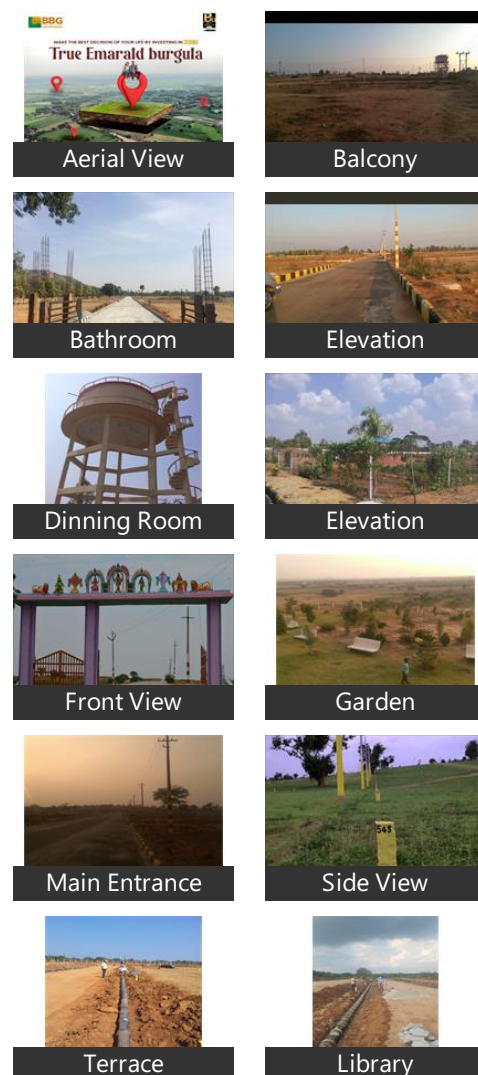 BBG
MAKE THE BEST DECISION OF YOUR LIFE BY INVESTING IN
True Emarald burgula
Aerial View
Balcony
Bathroom
Elevation
Dinning Room
Elevation
Front View
Garden
Main Entrance
543
Side View
Terrace
Library